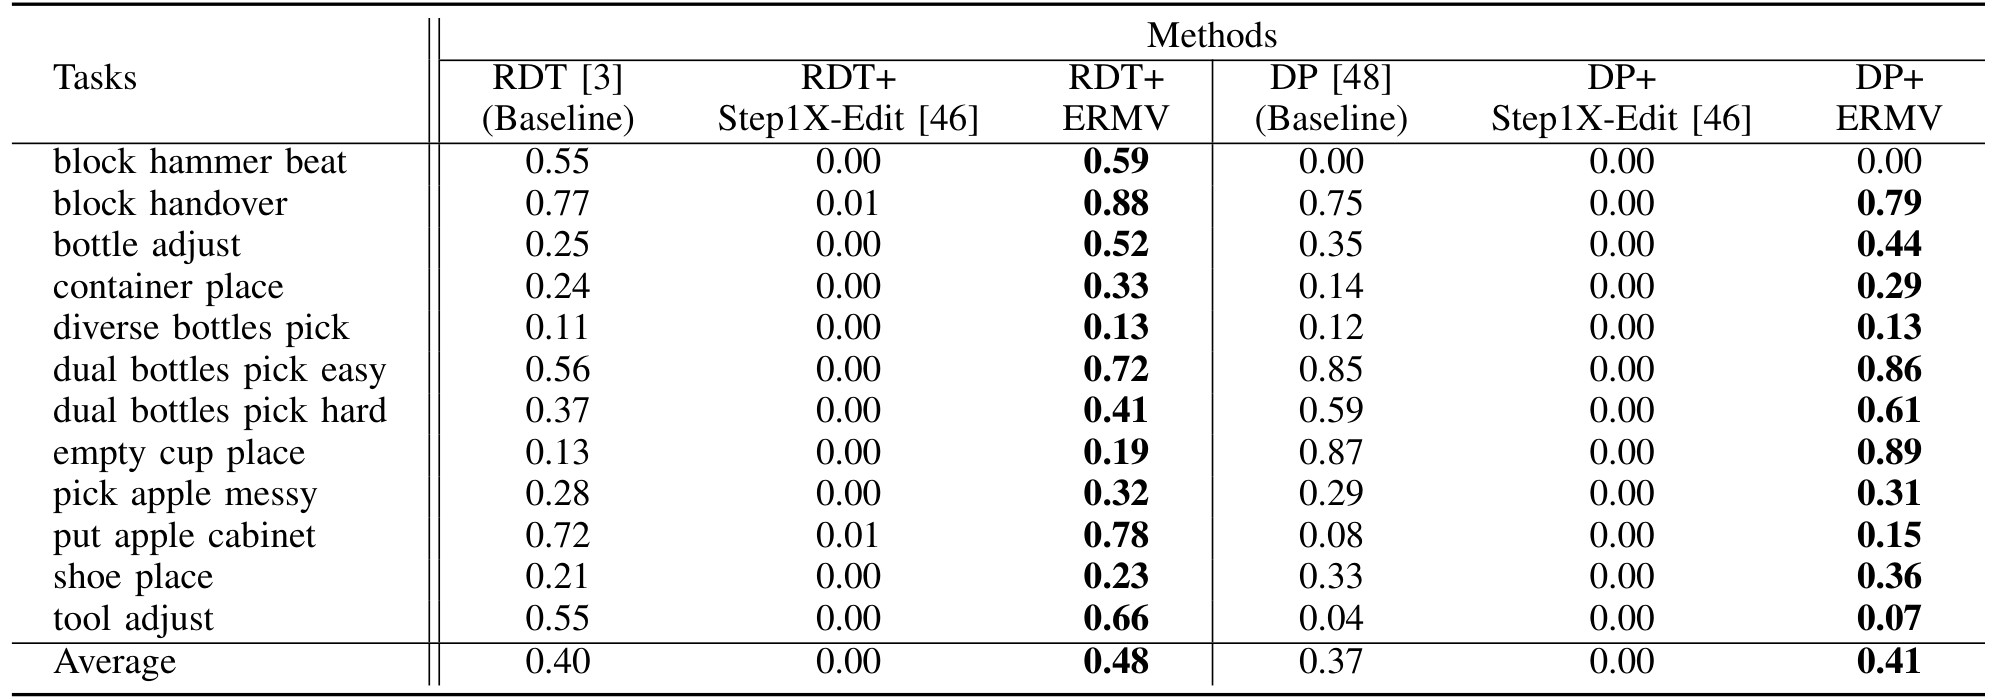 Methods
Tasks RDT [3] RDT+ RDT+ DP [48] DP+ DP+
(Baseline) Step1X-Edit [46] ERMV (Baseline) Step1X-Edit [46] ERMV
block hammer beat 0.55 0.00 0.59 0.00 0.00 0.00
block handover 0.77 0.01 0.88 0.75 0.00 0.79
bottle adjust 0.25 0.00 0.52 0.35 0.00 0.44
container place 0.24 0.00 0.33 0.14 0.00 0.29
diverse bottles pick 0.11 0.00 0.13 0.12 0.00 0.13
dual bottles pick easy 0.56 0.00 0.72 0.85 0.00 0.86
dual bottles pick hard 0.37 0.00 0.41 0.59 0.00 0.61
empty cup place 0.13 0.00 0.19 0.87 0.00 0.89
pick apple messy 0.28 0.00 0.32 0.29 0.00 0.31
put apple cabinet 0.72 0.01 0.78 0.08 0.00 0.15
shoe place 0.21 0.00 0.23 0.33 0.00 0.36
tool adjust 0.55 0.00 0.66 0.04 0.00 0.07
Average 0.40 0.00 0.48 0.37 0.00 0.41